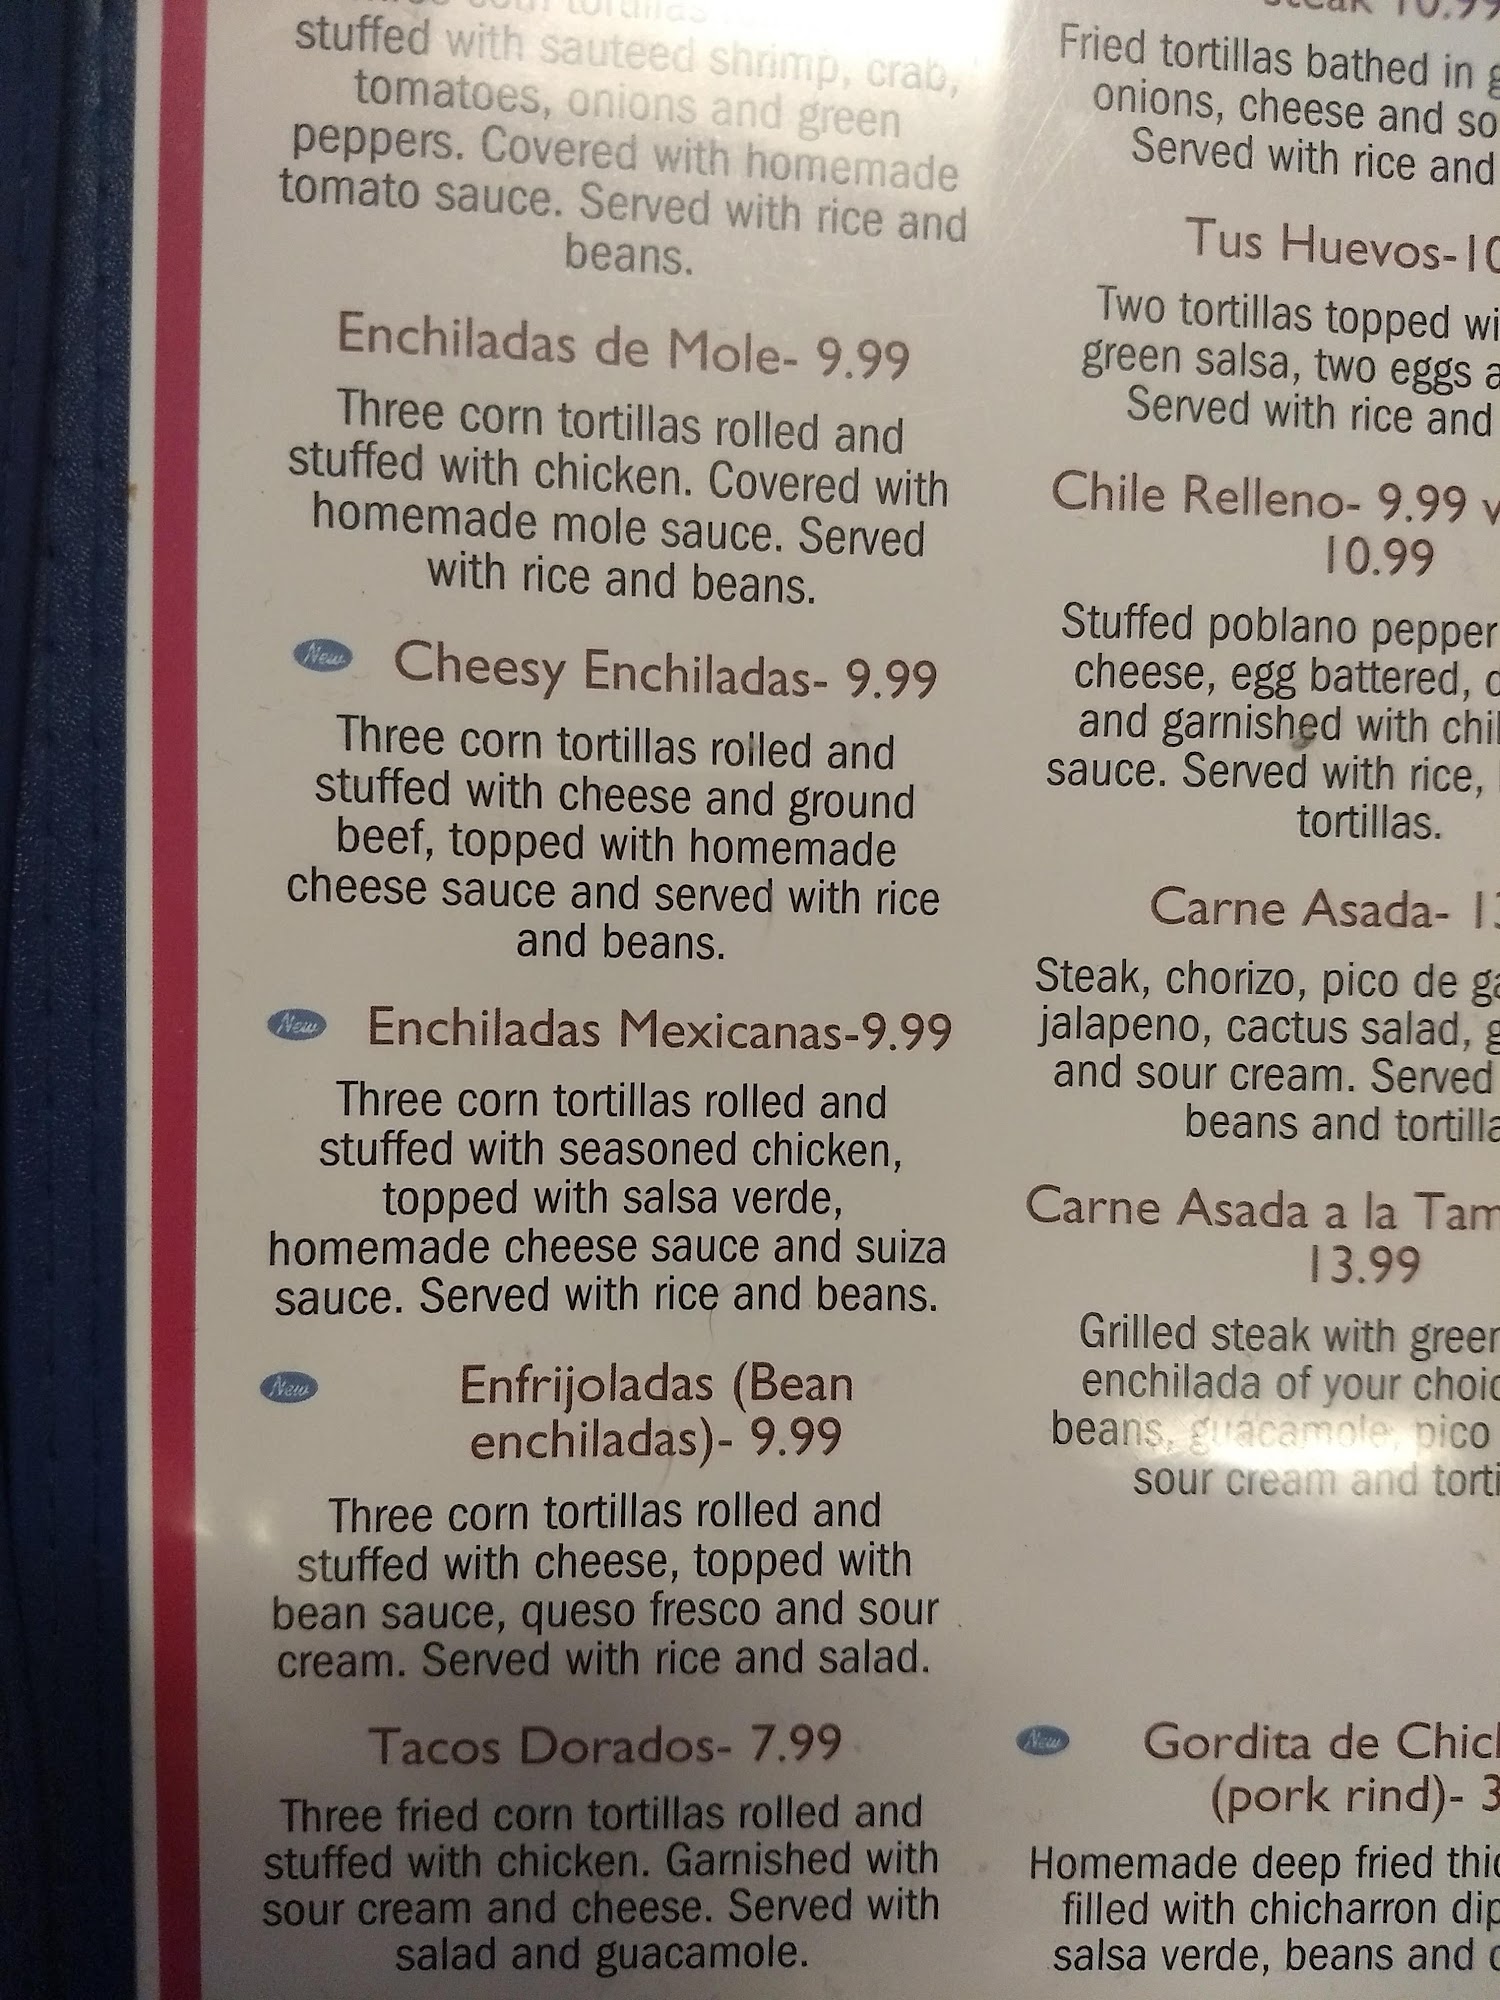 stuffed with sauteed shrimp, crab,
tomatoes, onions and green
peppers. Covered with homemade
tomato sauce. Served with rice and
beans.
Enchiladas de Mole- 9.99
Three corn tortillas rolled and
stuffed with chicken. Covered with
homemade mole sauce. Served
with rice and beans.
New Cheesy Enchiladas- 9.99
Three corn tortillas rolled and
stuffed with cheese and ground
beef, topped with homemade
cheese sauce and served with rice
and beans.
New Enchiladas Mexicanas-9.99
Three corn tortillas rolled and
stuffed with seasoned chicken,
topped with salsa verde,
homemade cheese sauce and suiza
sauce. Served with rice and beans.
New Enfrijoladas (Bean
enchiladas)- 9.99
Three corn tortillas rolled and
stuffed with cheese, topped with
bean sauce, queso fresco and sour
cream. Served with rice and salad.
Tacos Dorados- 7.99
Three fried corn tortillas rolled and
stuffed with chicken. Garnished with
sour cream and cheese. Served with
salad and guacamole.
steak 10.99
Fried tortillas bathed in
onions, cheese and
Served with rice and
Tus Huevos-10
Two tortillas topped
green salsa, two eggs
Served with rice and
Chile Relleno- 9.99
10.99
Stuffed poblano pepper
cheese, egg battered,
and garnished with
sauce. Served with rice,
tortillas.
Carne Asada-
Steak, chorizo, pico de
jalapeno, cactus salad,
and sour cream. Served
beans and
Carne Asada a la
13.99
Grilled steak with green
enchilada of your
beans, guacamole, pico
sour cream and
New Gordita de
(pork rind)- 3
Homemade deep fried
filled with chicharron
salsa verde, beans and